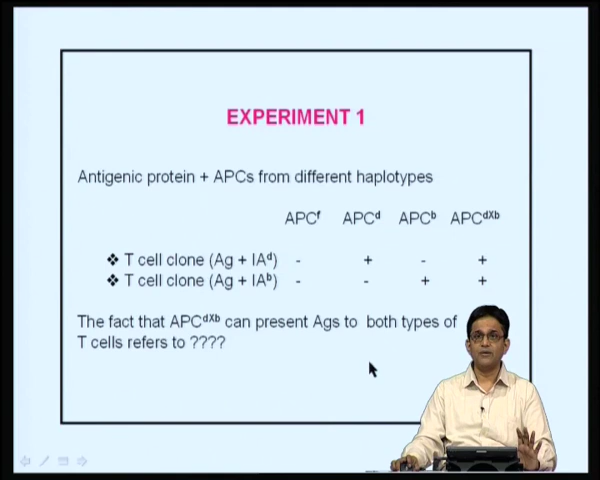 EXPERIMENT 1
Antigenic protein + APCs from different haplotypes
APCᶠ APCᵈ APCᵇ APCᵈˣᵇ
❖ T cell clone (Ag + IAᵈ) - + - +
❖ T cell clone (Ag + IAᵇ) - - + +
The fact that APCᵈˣᵇ can present Ags to both types of
T cells refers to ????